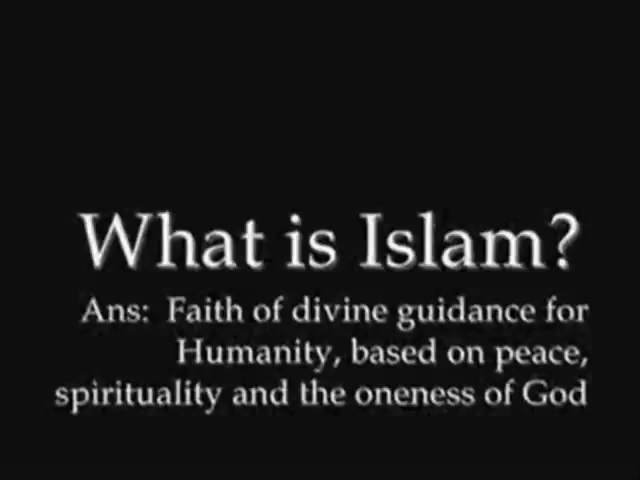 What is Islam?
Ans: Faith of divine guidance for
Humanity, based on peace,
spirituality and the oneness of God